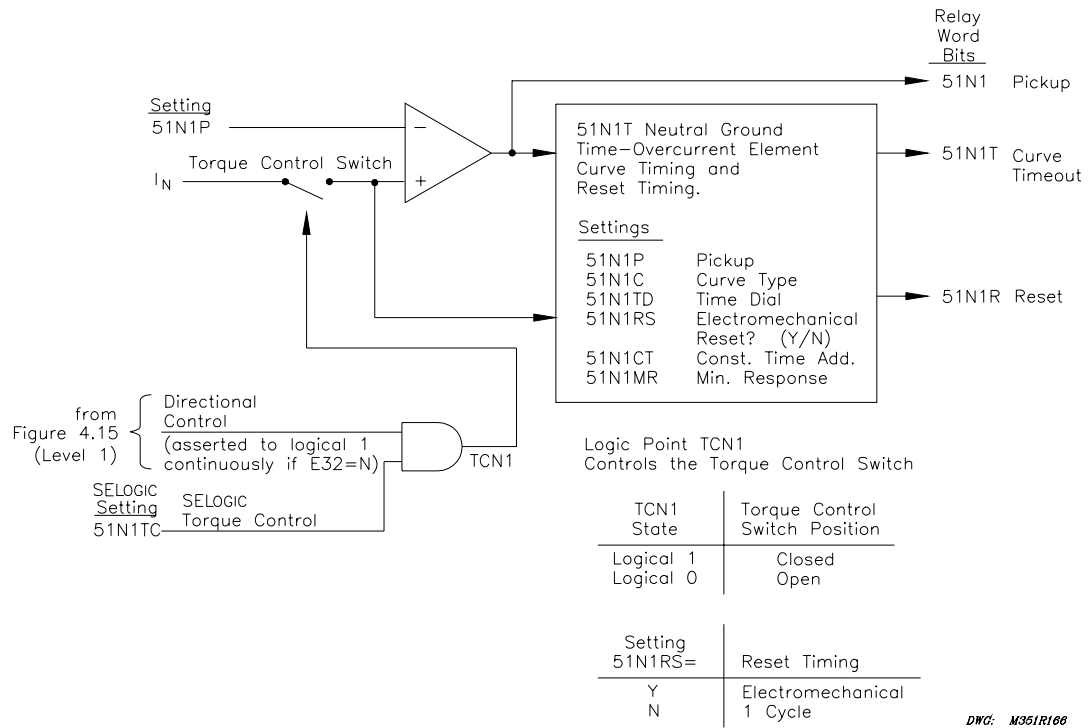 Relay
Word
Bits
51N1 Pickup
Setting
51N1P
−
Torque Control Switch
IN
+
51N1T Neutral Ground
Time-Overcurrent Element
Curve Timing and
Reset Timing.
Settings
51N1P Pickup
51N1C Curve Type
51N1TD Time Dial
51N1RS Electromechanical
Reset? (Y/N)
51N1CT Const. Time Add.
51N1MR Min. Response
51N1T Curve
Timeout
51N1R Reset
from
Figure 4.15
(Level 1)
Directional
Control
(asserted to logical 1
continuously if E32=N)
TCN1
SELOGIC
Setting
51N1TC
SELOGIC
Torque Control
Logic Point TCN1
Controls the Torque Control Switch
TCN1 Torque Control
State Switch Position
Logical 1 Closed
Logical 0 Open
Setting
51N1RS= Reset Timing
Y Electromechanical
N 1 Cycle
DWG: M351R166